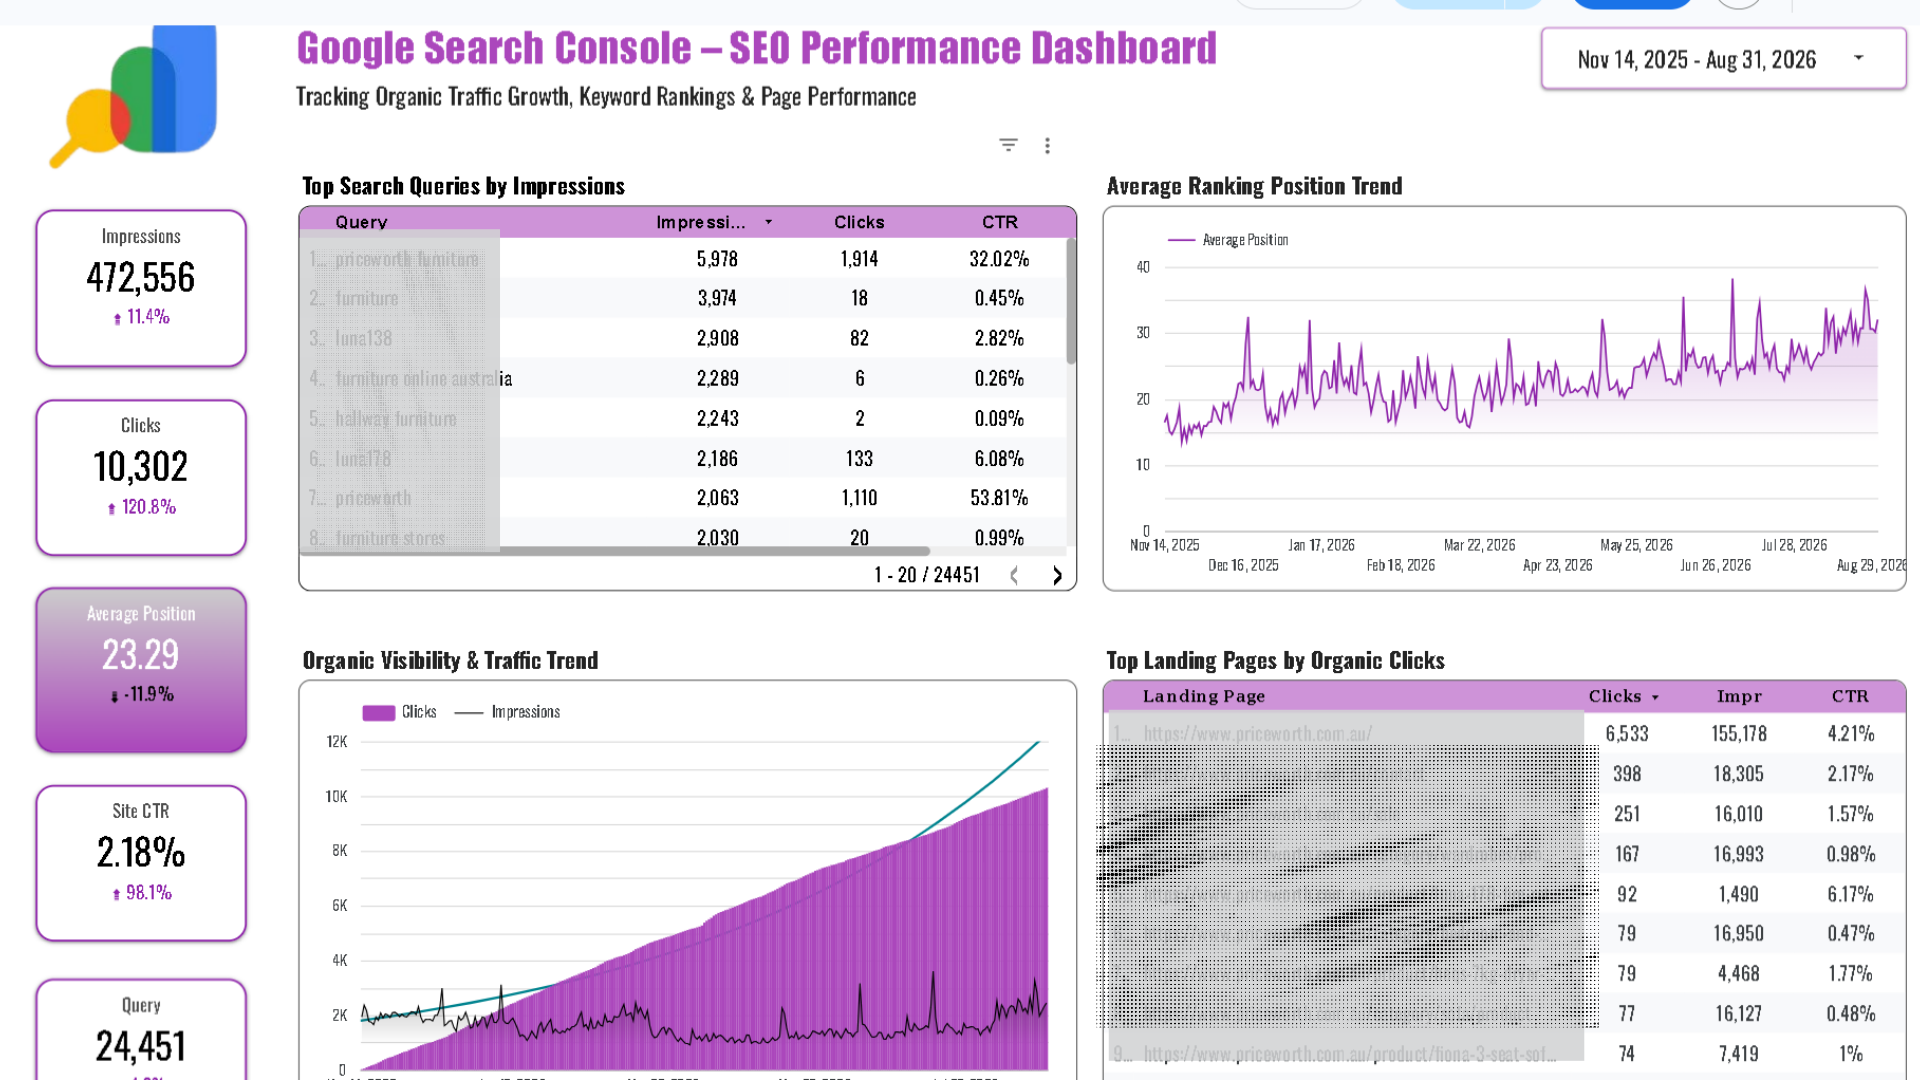 Google Search Console – SEO Performance Dashboard
Nov 14, 2025 - Aug 31, 2026
Tracking Organic Traffic Growth, Keyword Rankings & Page Performance
Impressions
472,556
11.4%
Clicks
10,302
120.8%
Average Position
23.29
-11.9%
Site CTR
2.18%
98.1%
Query
24,451
Top Search Queries by Impressions
Query Impressi... Clicks CTR
1... priceworth furniture 5,978 1,914 32.02%
2.. furniture 3,974 18 0.45%
3.. luna138 2,908 82 2.82%
4.. furniture online australia 2,289 6 0.26%
5.. hallway furniture 2,243 2 0.09%
6.. luna178 2,186 133 6.08%
7... priceworth 2,063 1,110 53.81%
8.. furniture stores 2,030 20 0.99%
1 - 20 / 24451
Average Ranking Position Trend
Average Position
40
30
20
10
0
Nov 14, 2025 Jan 17, 2026 Mar 22, 2026 May 25, 2026 Jul 28, 2026
Dec 16, 2025 Feb 18, 2026 Apr 23, 2026 Jun 26, 2026 Aug 29, 2026
Organic Visibility & Traffic Trend
Clicks Impressions
12K
10K
8K
6K
4K
2K
0
Top Landing Pages by Organic Clicks
Landing Page Clicks Impr CTR
1... https://www.priceworth.com.au/ 6,533 155,178 4.21%
398 18,305 2.17%
251 16,010 1.57%
167 16,993 0.98%
92 1,490 6.17%
79 16,950 0.47%
79 4,468 1.77%
77 16,127 0.48%
9... https://www.priceworth.com.au/product/fiona-3-seat-sof... 74 7,419 1%